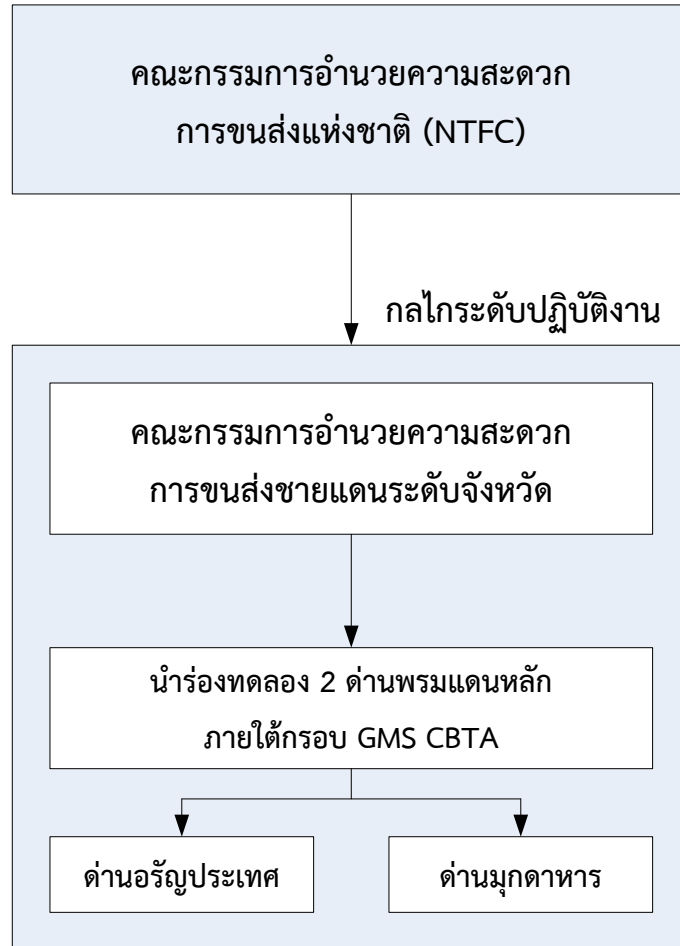 คณะกรรมการอำนวยความสะดวก
การขนส่งแห่งชาติ (NTFC)
กลไกระดับปฏิบัติงาน
คณะกรรมการอำนวยความสะดวก
การขนส่งชายแดนระดับจังหวัด
นำร่องทดลอง 2 ด่านพรมแดนหลัก
ภายใต้กรอบ GMS CBTA
ด่านอรัญประเทศ
ด่านมุกดาหาร